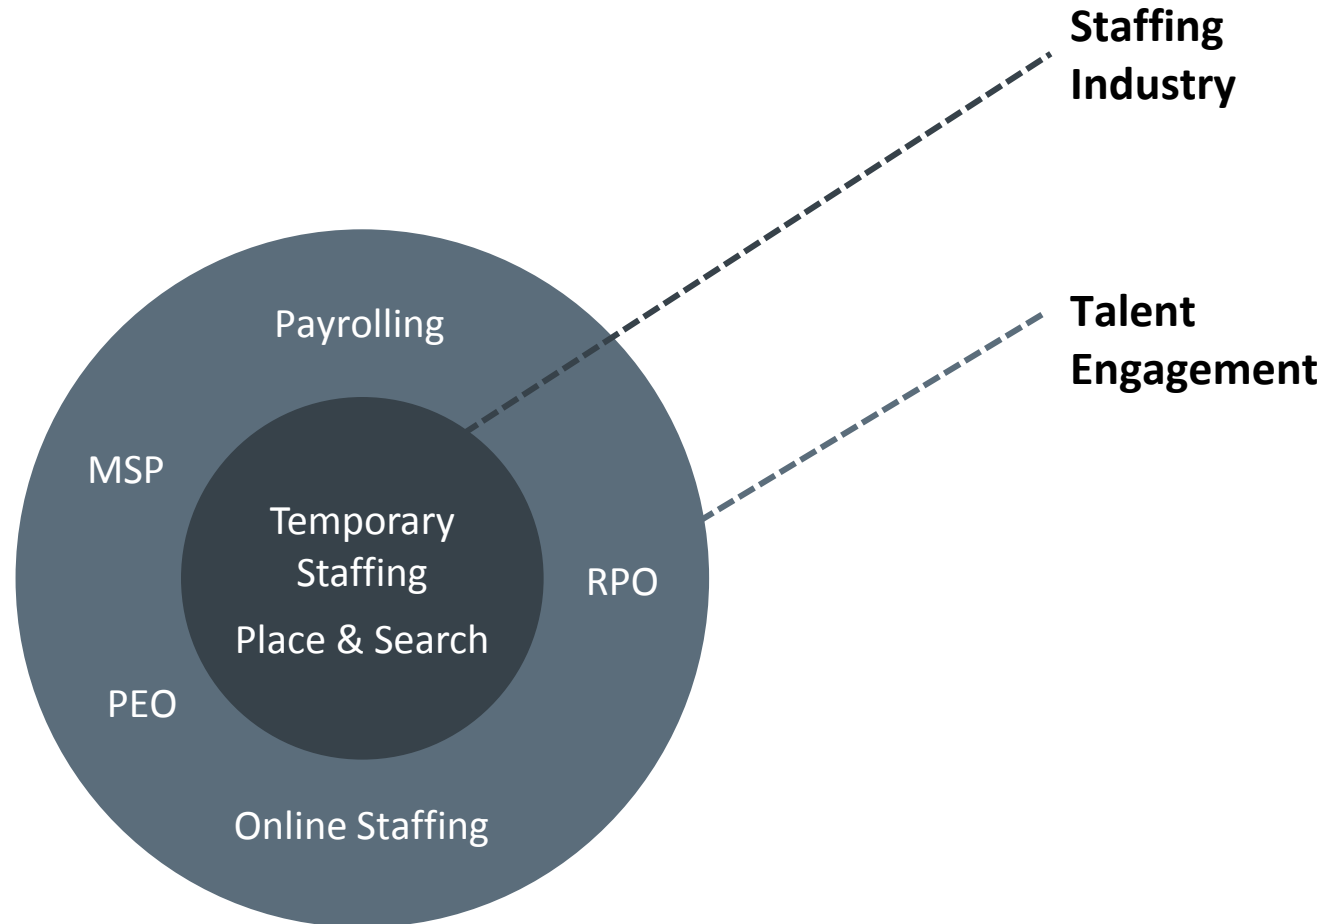 Staffing
Industry
Talent
Engagement
Payrolling
MSP
Temporary
Staffing
Place & Search
RPO
PEO
Online Staffing